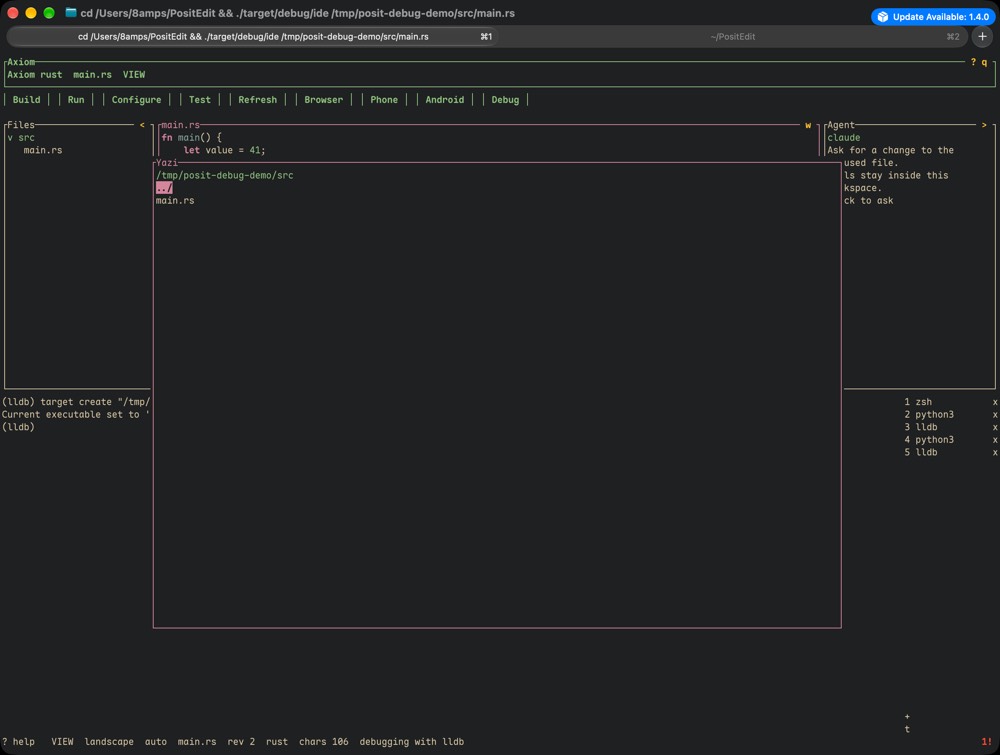 cd /Users/8amps/PositEdit && ./target/debug/ide /tmp/posit-debug-demo/src/main.rs
Update Available: 1.4.0
cd /Users/8amps/PositEdit && ./target/debug/ide /tmp/posit-debug-demo/src/main.rs ⌘1
~/PositEdit ⌘2 +
Axiom ? q
Axiom rust main.rs VIEW
| Build | | Run | | Configure | | Test | | Refresh | | Browser | | Phone | | Android | | Debug |
Files <
v src
main.rs
main.rs w
fn main() {
let value = 41;
Agent >
claude
Ask for a change to the
used file.
ls stay inside this
kspace.
ck to ask
Yazi
/tmp/posit-debug-demo/src
../
main.rs
(lldb) target create "/tmp/
Current executable set to '
(lldb)
1 zsh x
2 python3 x
3 lldb x
4 python3 x
5 lldb x
+
t
? help VIEW landscape auto main.rs rev 2 rust chars 106 debugging with lldb 1!